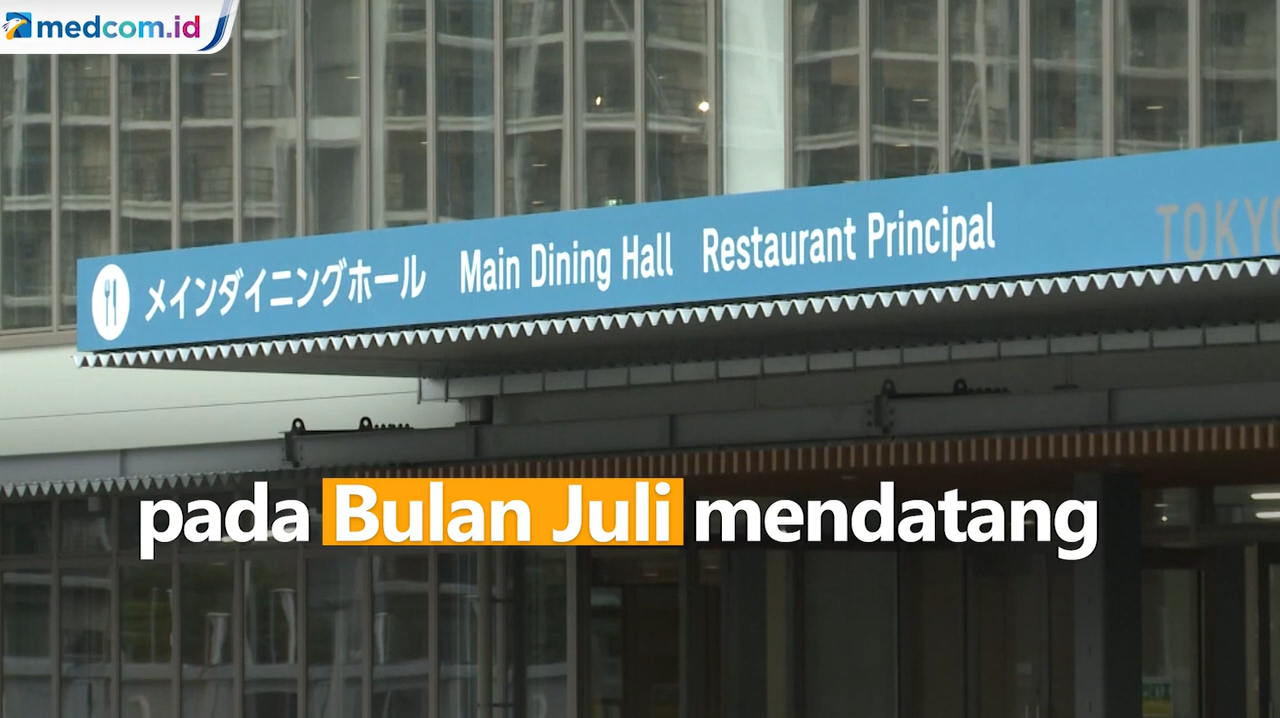 medcom.id
メインダイニングホール Main Dining Hall Restaurant Principal TOKYO
pada Bulan Juli mendatang